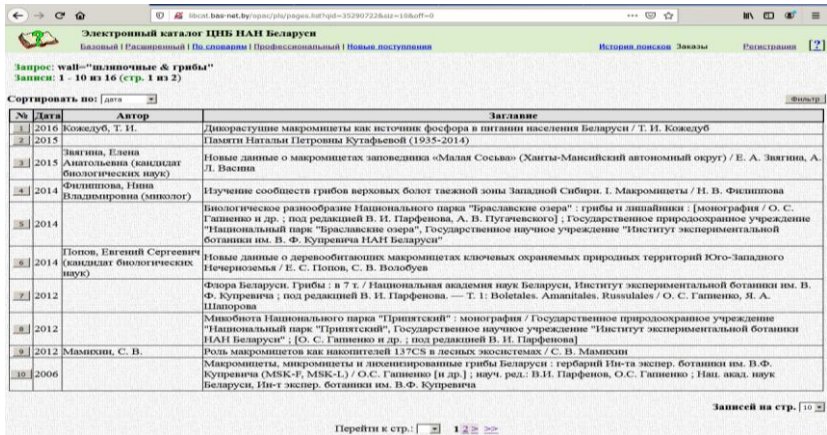 libcat.bas-net.by/opac/pls/pages.list?qid=35290722&siz=10&off=0
Электронный каталог ЦНБ НАН Беларуси
Базовый | Расширенный | По словарям | Профессиональный | Новые поступления
История поисков Заказы Регистрация [?]
Запрос: wall="шляпочные & грибы"
Записи: 1 - 10 из 16 (стр. 1 из 2)
Сортировать по: дата
Фильтр
№ Дата Автор Заглавие
1 2016 Кожедуб, Т. И. Дикорастущие макромицеты как источник фосфора в питании населения Беларуси / Т. И. Кожедуб
2 2015 Памяти Натальи Петровны Кутафьевой (1935-2014)
3 2015 Звягина, Елена Анатольевна (кандидат биологических наук) Новые данные о макромицетах заповедника «Малая Сосьва» (Ханты-Мансийский автономный округ) / Е. А. Звягина, А.
Л. Васина
4 2014 Филиппова, Нина Владимировна (миколог) Изучение сообществ грибов верховых болот таежной зоны Западной Сибири. I. Макромицеты / Н. В. Филиппова
5 2014 Биологическое разнообразие Национального парка "Браславские озера" : грибы и лишайники : [монография / О. С.
Гапиенко и др. ; под редакцией В. И. Парфенова, А. В. Пугачевского] ; Государственное природоохранное учреждение
"Национальный парк "Браславские озера", Государственное научное учреждение "Институт экспериментальной
ботаники им. В. Ф. Купревича НАН Беларуси"
6 2014 Попов, Евгений Сергеевич (кандидат биологических наук) Новые данные о деревообитающих макромицетах ключевых охраняемых природных территорий Юго-Западного
Нечерноземья / Е. С. Попов, С. В. Волобуев
7 2012 Флора Беларуси. Грибы : в 7 т. / Национальная академия наук Беларуси, Институт экспериментальной ботаники им. В.
Ф. Купревича ; под редакцией В. И. Парфенова. — Т. 1: Boletales. Amanitales. Russulales / О. С. Гапиенко, Я. А.
Шапорова
8 2012 Микобиота Национального парка "Припятский" : монография / Государственное природоохранное учреждение
"Национальный парк "Припятский", Государственное научное учреждение "Институт экспериментальной ботаники
НАН Беларуси" ; [О. С. Гапиенко и др. ; под редакцией В. И. Парфенова]
9 2012 Мамихин, С. В. Роль макромицетов как накопителей 137CS в лесных экосистемах / С. В. Мамихин
10 2006 Макромицеты, микромицеты и лихенизированные грибы Беларуси : гербарий Ин-та экспер. ботаники им. В.Ф.
Купревича (MSK-F, MSK-L) / О.С. Гапиенко [и др.] ; науч. ред.: В.И. Парфенов, О.С. Гапиенко ; Нац. акад. наук
Беларуси, Ин-т экспер. ботаники им. В.Ф. Купревича
Записей на стр. 10
Перейти к стр.: 1 2 > >>